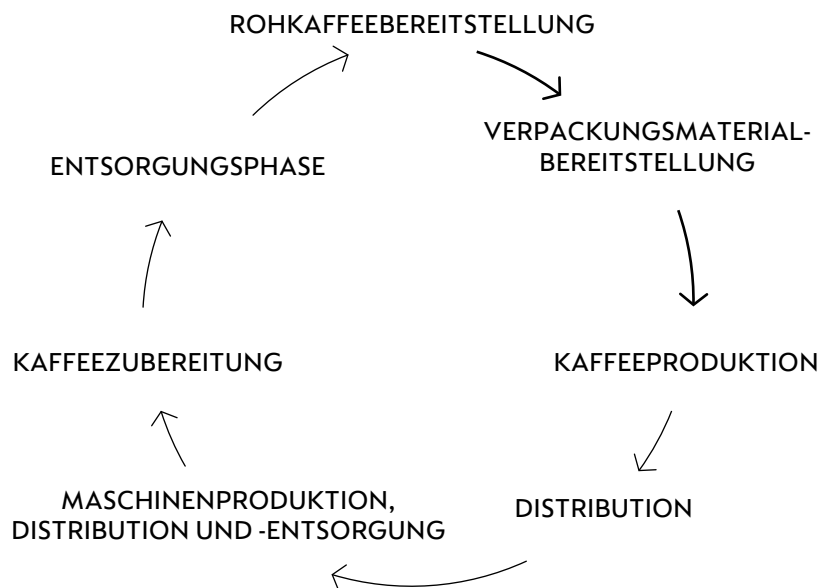 ROHKAFFEEBEREITSTELLUNG
VERPACKUNGSMATERIAL-
BEREITSTELLUNG
KAFFEEPRODUKTION
DISTRIBUTION
MASCHINENPRODUKTION,
DISTRIBUTION UND -ENTSORGUNG
KAFFEEZUBEREITUNG
ENTSORGUNGSPHASE